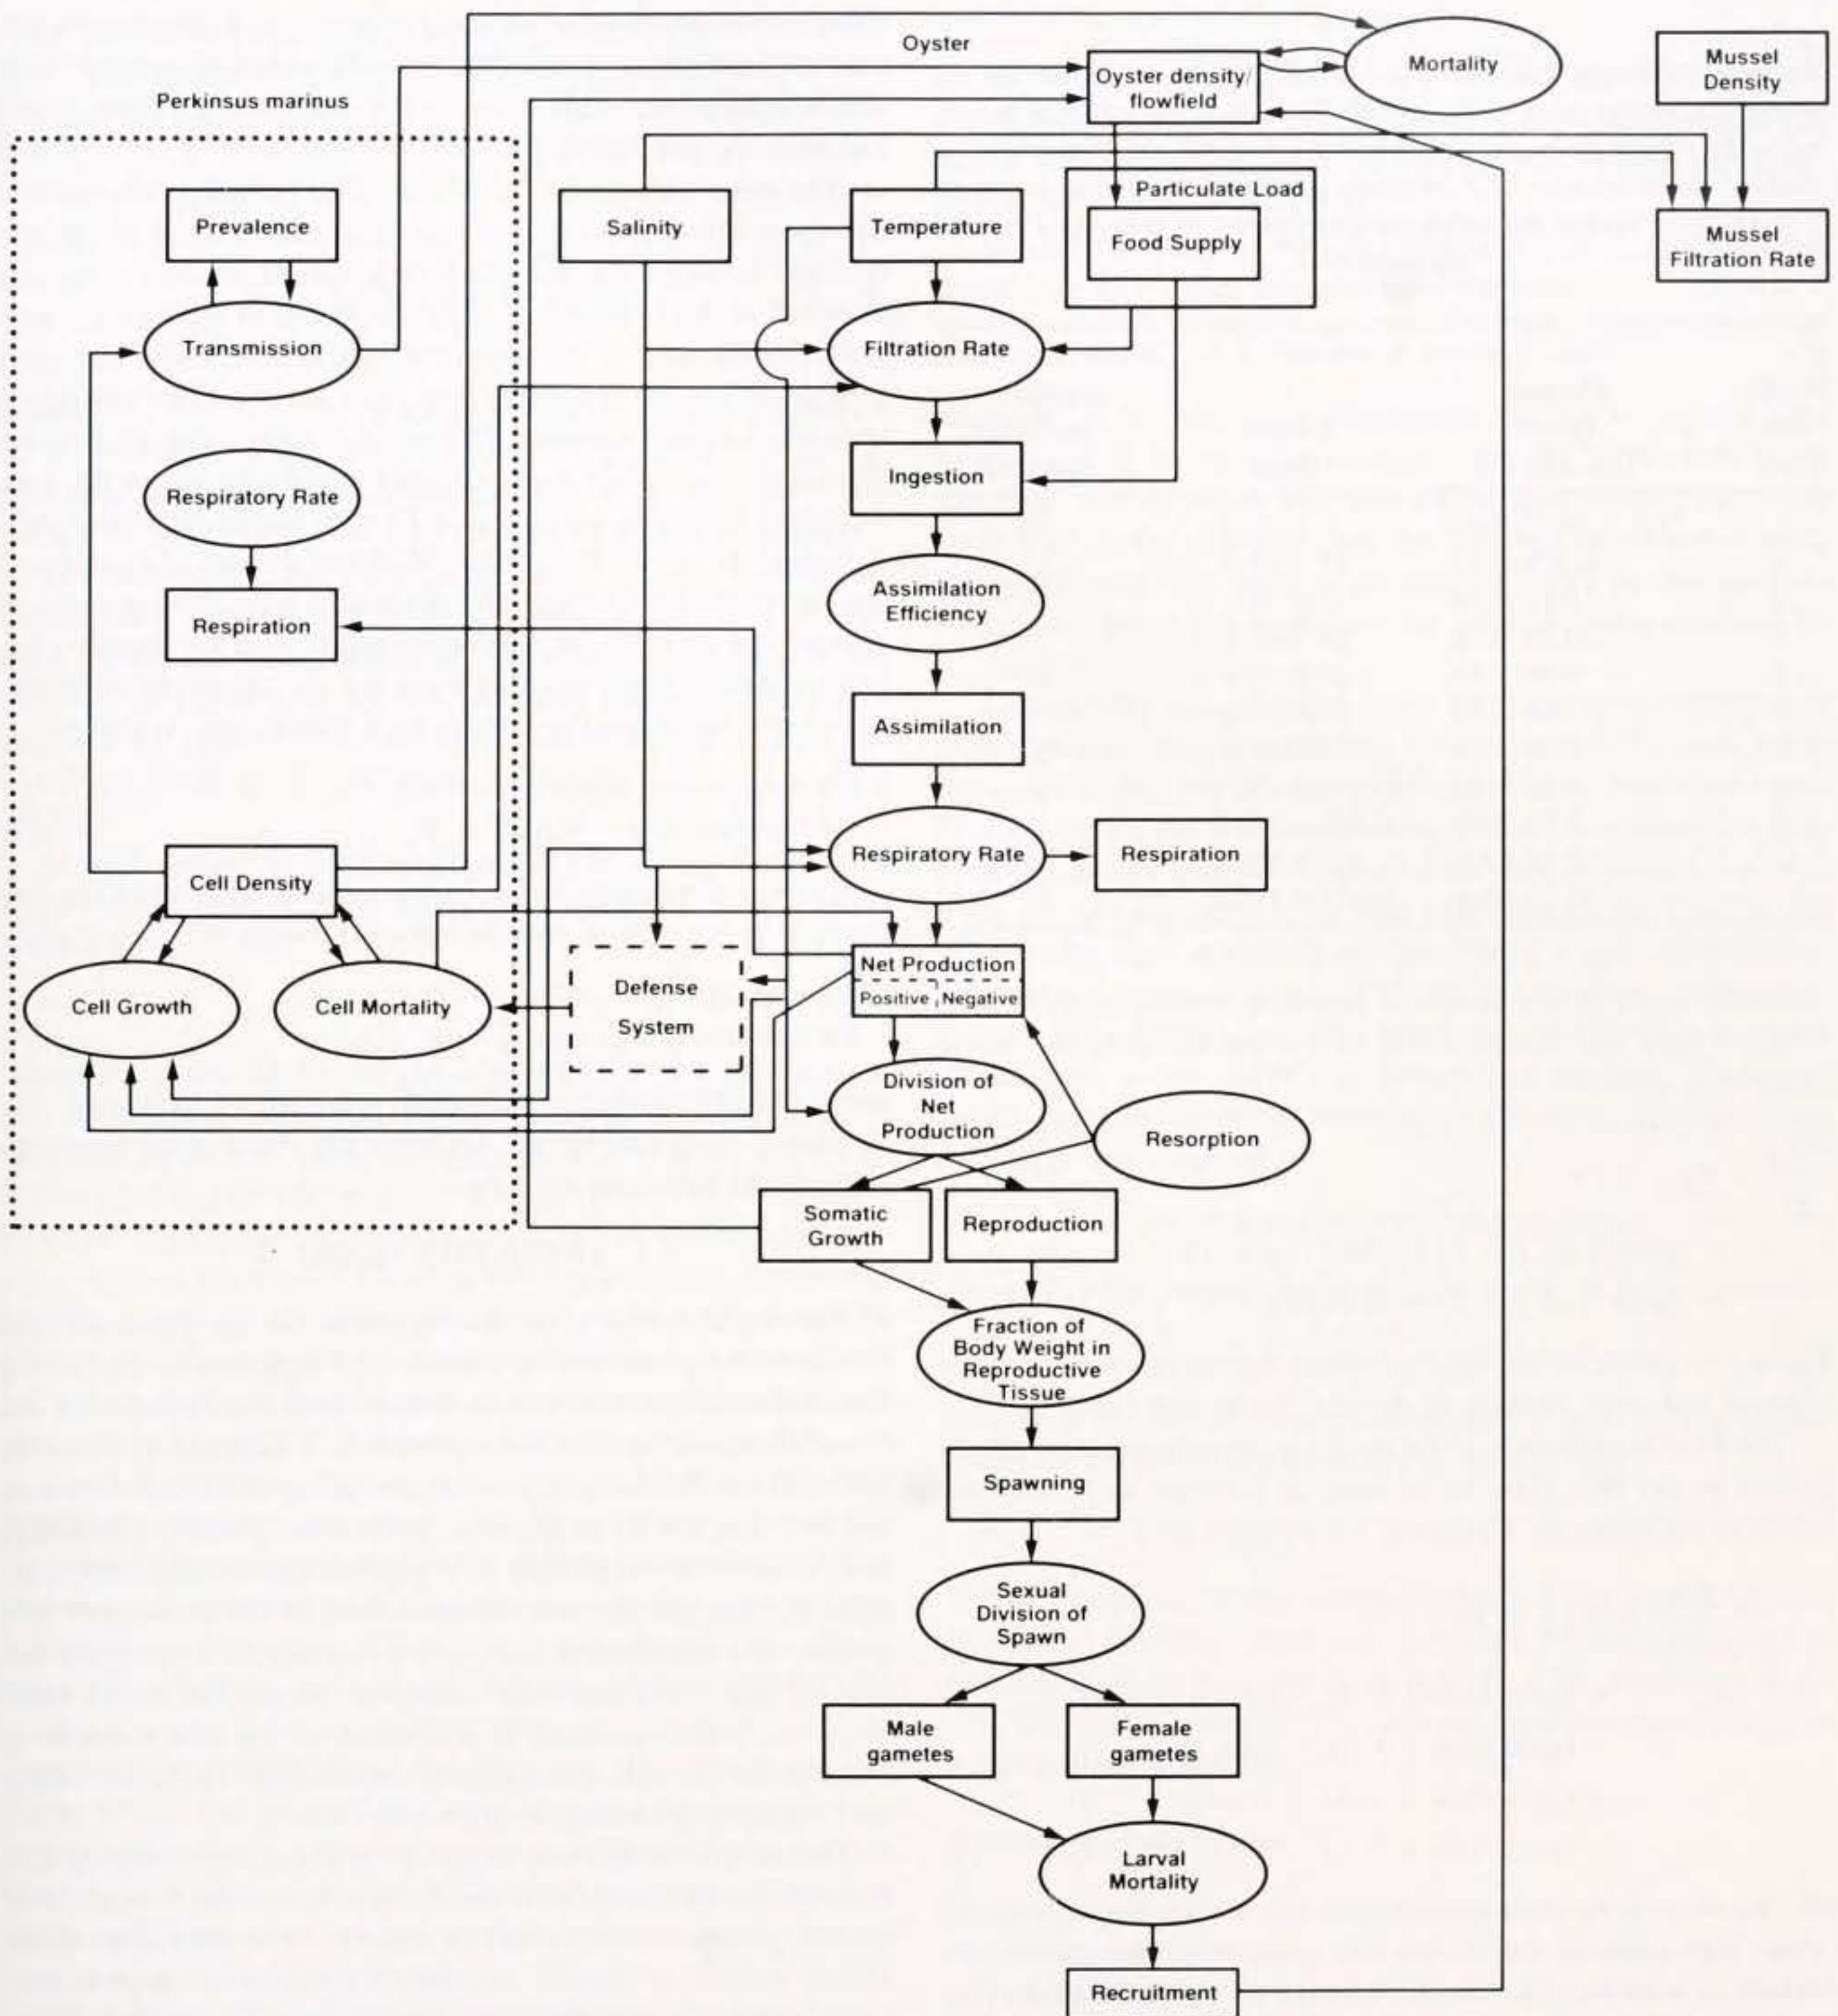 Oyster
Perkinsus marinus
Oyster density/
flowfield
Mortality
Mussel
Density
Prevalence
Salinity
Temperature
Particulate Load
Food Supply
Mussel
Filtration Rate
Transmission
Filtration Rate
Ingestion
Respiratory Rate
Assimilation
Efficiency
Respiration
Assimilation
Cell Density
Respiratory Rate
Respiration
Cell Growth
Cell Mortality
Defense
System
Net Production
Positive Negative
Division of
Net
Production
Resorption
Somatic
Growth
Reproduction
Fraction of
Body Weight in
Reproductive
Tissue
Spawning
Sexual
Division of
Spawn
Male
gametes
Female
gametes
Larval
Mortality
Recruitment